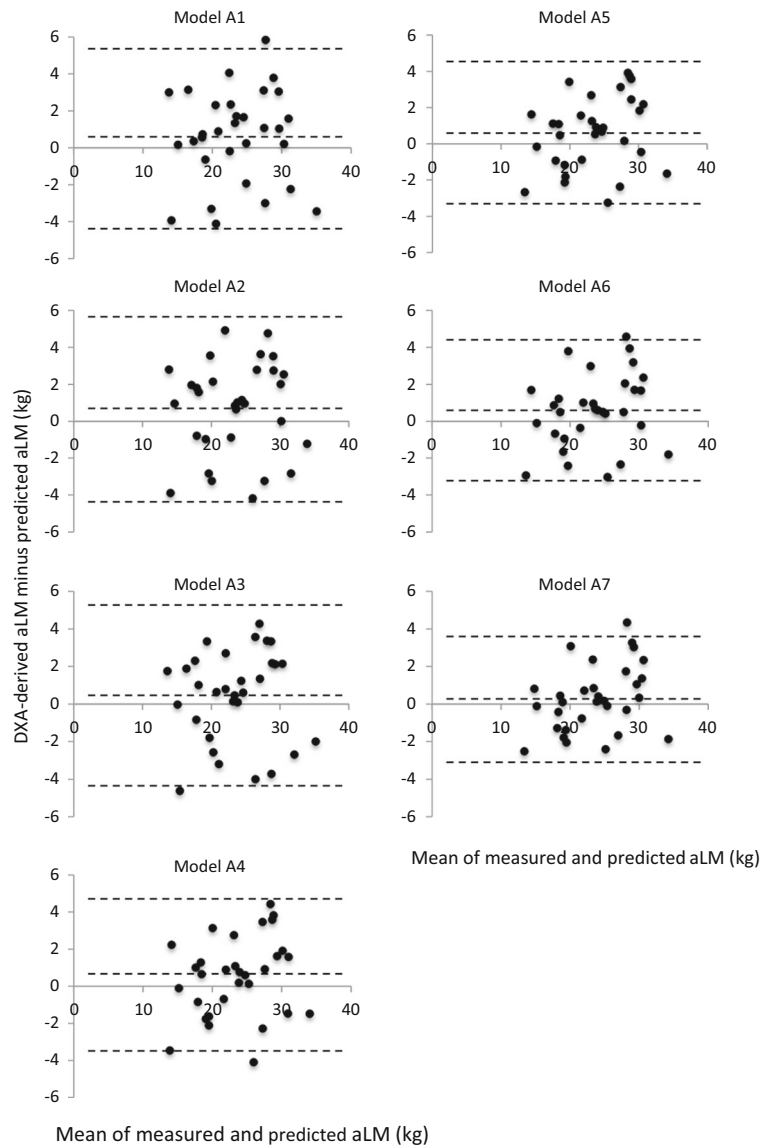 Model A1
6
4
2
0
-2
-4
-6
0 10 20 30 40
Model A5
6
4
2
0
-2
-4
-6
0 10 20 30 40
Model A2
6
4
2
0
-2
-4
-6
0 10 20 30 40
Model A6
6
4
2
0
-2
-4
-6
0 10 20 30 40
DXA-derived aLM minus predicted aLM (kg)
Model A3
6
4
2
0
-2
-4
-6
0 10 20 30 40
Model A7
6
4
2
0
-2
-4
-6
0 10 20 30 40
Mean of measured and predicted aLM (kg)
Model A4
6
4
2
0
-2
-4
-6
0 10 20 30 40
Mean of measured and predicted aLM (kg)